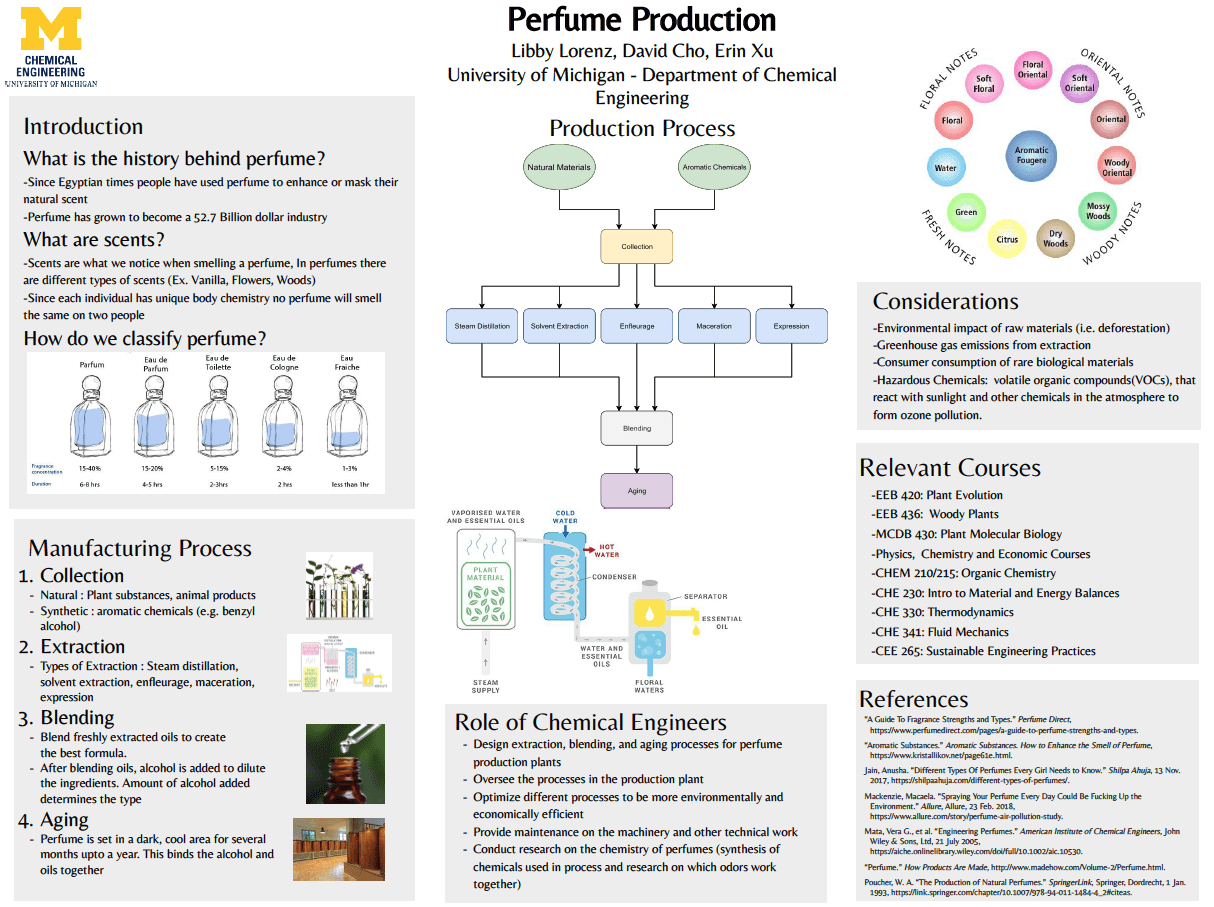 M
CHEMICAL
ENGINEERING
UNIVERSITY OF MICHIGAN
Perfume Production
Libby Lorenz, David Cho, Erin Xu
University of Michigan - Department of Chemical
Engineering
Introduction
What is the history behind perfume?
-Since Egyptian times people have used perfume to enhance or mask their
natural scent
-Perfume has grown to become a 52.7 Billion dollar industry
What are scents?
-Scents are what we notice when smelling a perfume, In perfumes there
are different types of scents (Ex. Vanilla, Flowers, Woods)
-Since each individual has unique body chemistry no perfume will smell
the same on two people
How do we classify perfume?
Parfum
Eau de
Parfum
Eau de
Toilette
Eau de
Cologne
Eau
Fraiche
Fragrance
concentration
15-40%
15-20%
5-15%
2-4%
1-3%
Duration
6-8 hrs
4-5 hrs
2-3hrs
2 hrs
less than 1hr
Manufacturing Process
1. Collection
- Natural : Plant substances, animal products
- Synthetic : aromatic chemicals (e.g. benzyl
alcohol)
2. Extraction
- Types of Extraction : Steam distillation,
solvent extraction, enfleurage, maceration,
expression
3. Blending
- Blend freshly extracted oils to create
the best formula.
- After blending oils, alcohol is added to dilute
the ingredients. Amount of alcohol added
determines the type
4. Aging
- Perfume is set in a dark, cool area for several
months upto a year. This binds the alcohol and
oils together
Production Process
Natural Materials
Aromatic Chemicals
Collection
Steam Distillation
Solvent Extraction
Enfleurage
Maceration
Expression
Blending
Aging
VAPORISED WATER
AND ESSENTIAL OILS
COLD
WATER
HOT
WATER
PLANT
MATERIAL
CONDENSER
SEPARATOR
ESSENTIAL
OIL
WATER AND
ESSENTIAL
OILS
STEAM
SUPPLY
FLORAL
WATERS
Role of Chemical Engineers
- Design extraction, blending, and aging processes for perfume
production plants
- Oversee the processes in the production plant
- Optimize different processes to be more environmentally and
economically efficient
- Provide maintenance on the machinery and other technical work
- Conduct research on the chemistry of perfumes (synthesis of
chemicals used in process and research on which odors work
together)
FLORAL NOTES
ORIENTAL NOTES
FRESH NOTES
WOODY NOTES
Floral
Oriental
Soft
Oriental
Oriental
Woody
Oriental
Mossy
Woods
Dry
Woods
Citrus
Green
Water
Floral
Soft
Floral
Aromatic
Fougere
Considerations
-Environmental impact of raw materials (i.e. deforestation)
-Greenhouse gas emissions from extraction
-Consumer consumption of rare biological materials
-Hazardous Chemicals: volatile organic compounds(VOCs), that
react with sunlight and other chemicals in the atmosphere to
form ozone pollution.
Relevant Courses
-EEB 420: Plant Evolution
-EEB 436: Woody Plants
-MCDB 430: Plant Molecular Biology
-Physics, Chemistry and Economic Courses
-CHEM 210/215: Organic Chemistry
-CHE 230: Intro to Material and Energy Balances
-CHE 330: Thermodynamics
-CHE 341: Fluid Mechanics
-CEE 265: Sustainable Engineering Practices
References
"A Guide To Fragrance Strengths and Types." Perfume Direct,
https://www.perfumedirect.com/pages/a-guide-to-perfume-strengths-and-types.
"Aromatic Substances." Aromatic Substances. How to Enhance the Smell of Perfume,
https://www.kristallikov.net/page61e.html.
Jain, Anusha. "Different Types Of Perfumes Every Girl Needs to Know." Shilpa Ahuja, 13 Nov.
2017, https://shilpaahuja.com/different-types-of-perfumes/.
Mackenzie, Macaela. "Spraying Your Perfume Every Day Could Be Fucking Up the
Environment." Allure, Allure, 23 Feb. 2018,
https://www.allure.com/story/perfume-air-pollution-study.
Mata, Vera G., et al. "Engineering Perfumes." American Institute of Chemical Engineers, John
Wiley & Sons, Ltd, 21 July 2005,
https://aiche.onlinelibrary.wiley.com/doi/full/10.1002/aic.10530.
"Perfume." How Products Are Made, http://www.madehow.com/Volume-2/Perfume.html.
Poucher, W. A. "The Production of Natural Perfumes." SpringerLink, Springer, Dordrecht, 1 Jan.
1993, https://link.springer.com/chapter/10.1007/978-94-011-1484-4_2#citeas.